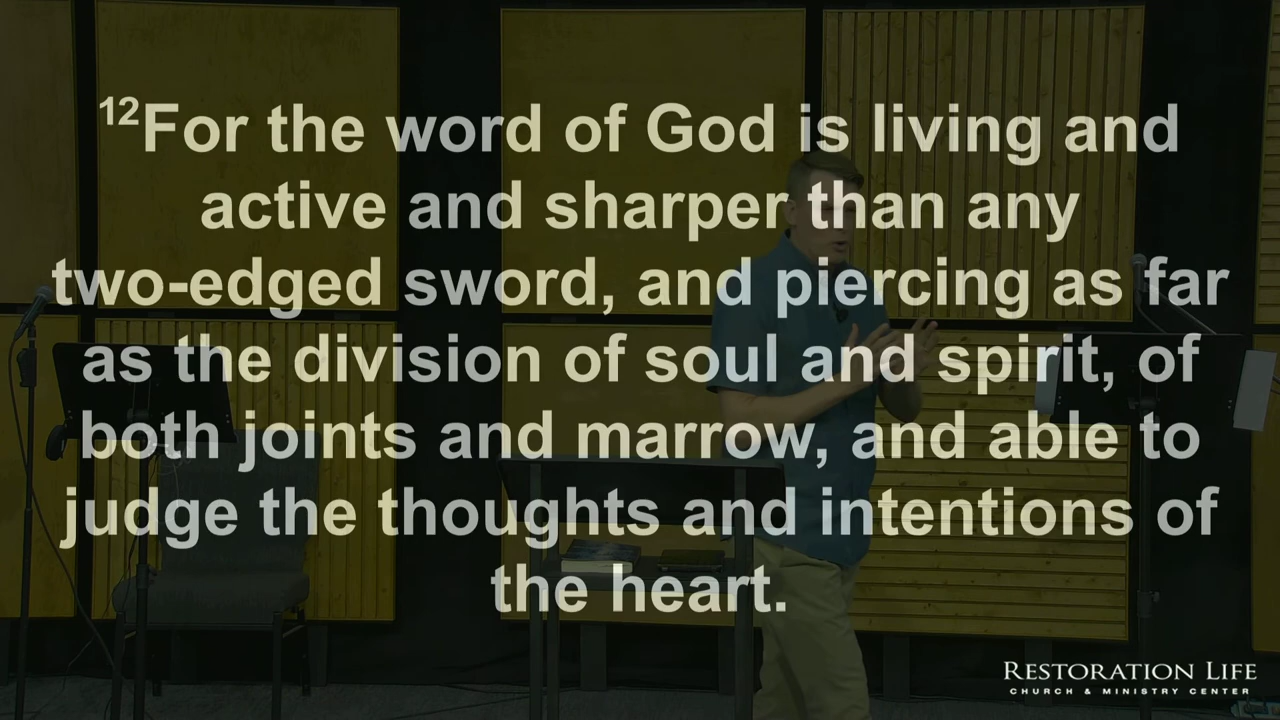 ¹²For the word of God is living and
active and sharper than any
two-edged sword, and piercing as far
as the division of soul and spirit, of
both joints and marrow, and able to
judge the thoughts and intentions of
the heart.
RESTORATION LIFE
CHURCH & MINISTRY CENTER